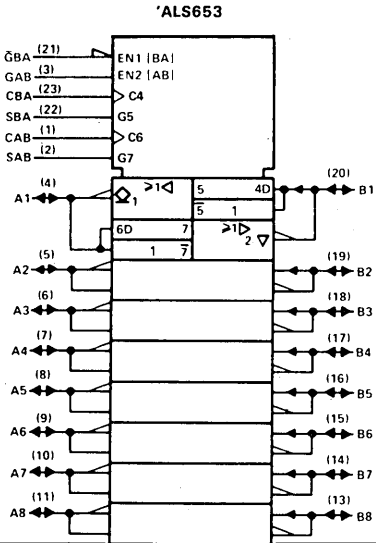 'ALS653
G̅BA (21) EN1 [BA]
GAB (3) EN2 [AB]
CBA (23) C4
SBA (22) G5
CAB (1) C6
SAB (2) G7
A1 (4) 1 ≥1 5 4D (20) B1
5̅ 1
6D 7 ≥1
1 7̅ 2
A2 (5) (19) B2
A3 (6) (18) B3
A4 (7) (17) B4
A5 (8) (16) B5
A6 (9) (15) B6
A7 (10) (14) B7
A8 (11) (13) B8